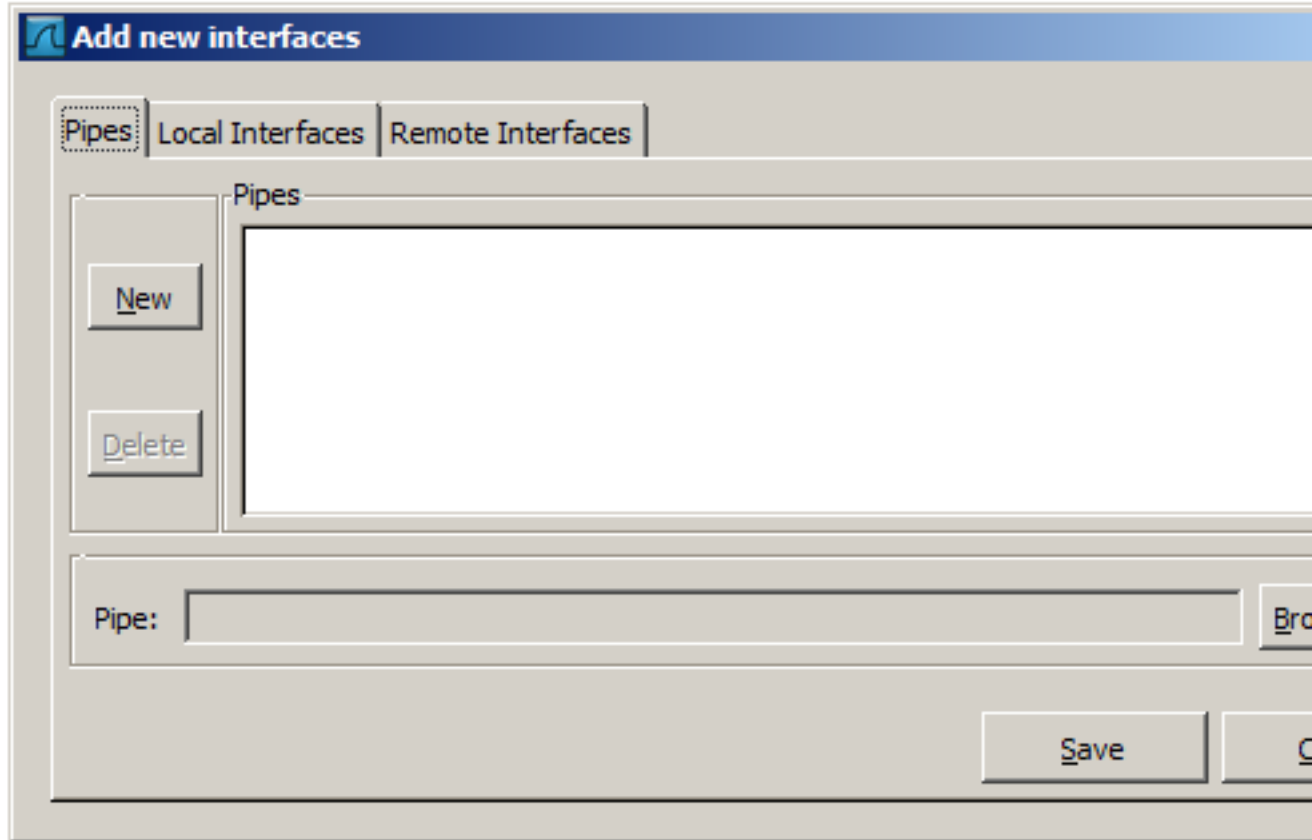 Add new interfaces
Pipes Local Interfaces Remote Interfaces
Pipes
New
Delete
Pipe:
Save